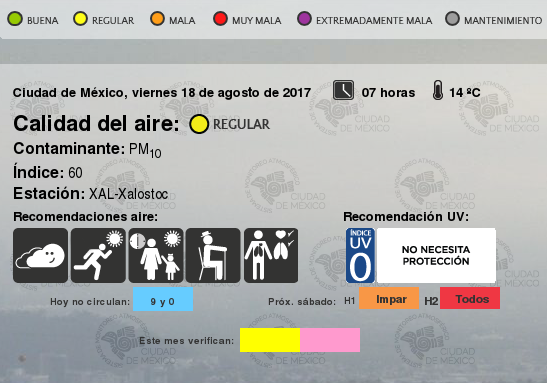 BUENA REGULAR MALA MUY MALA EXTREMADAMENTE MALA MANTENIMIENTO
Ciudad de México, viernes 18 de agosto de 2017 07 horas 14 ºC
Calidad del aire: REGULAR
Contaminante: PM10
Índice: 60
Estación: XAL-Xalostoc
Recomendaciones aire: Recomendación UV:
ÍNDICE
UV
0
NO NECESITA
PROTECCIÓN
Hoy no circulan: 9 y 0 Próx. sábado: H1 Impar H2 Todos
Este mes verifican: